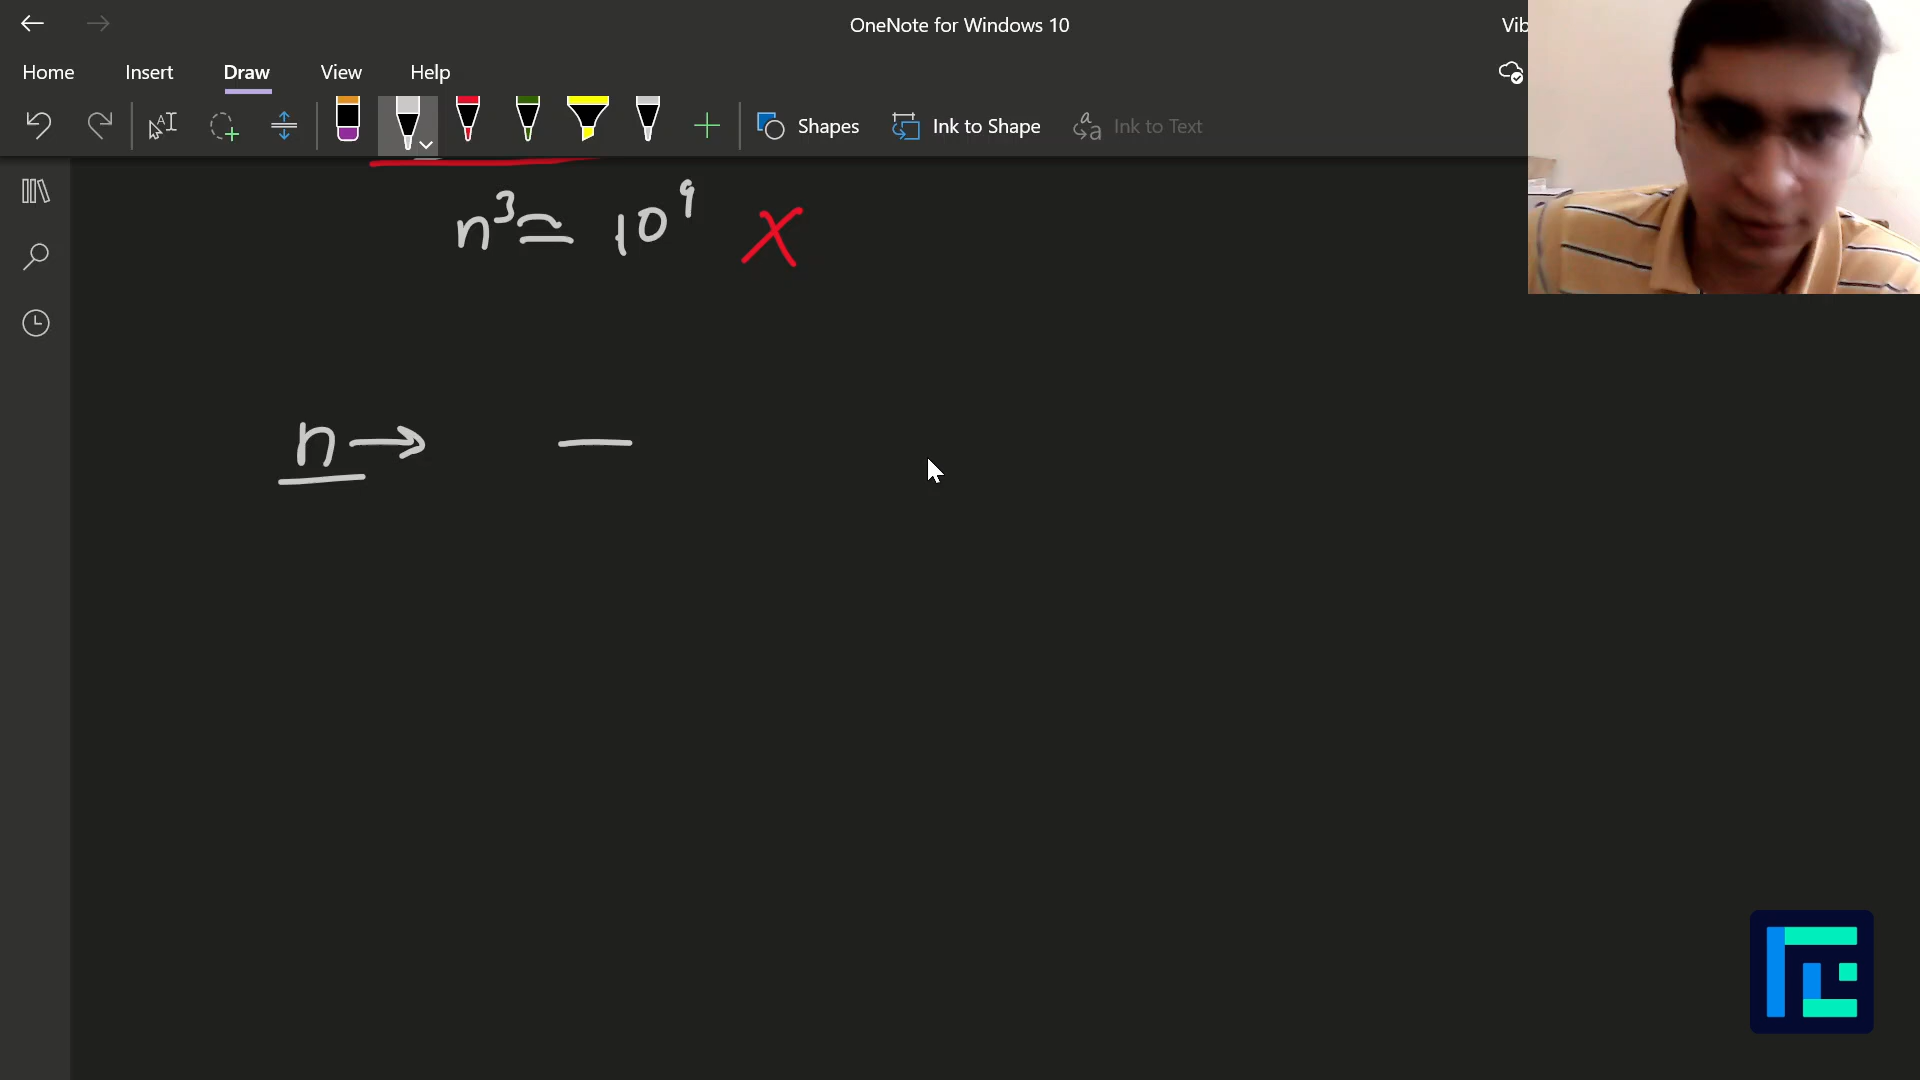 OneNote for Windows 10
Vib
Home Insert Draw View Help
Shapes Ink to Shape Ink to Text
n³ ≃ 10⁹ X
n → —